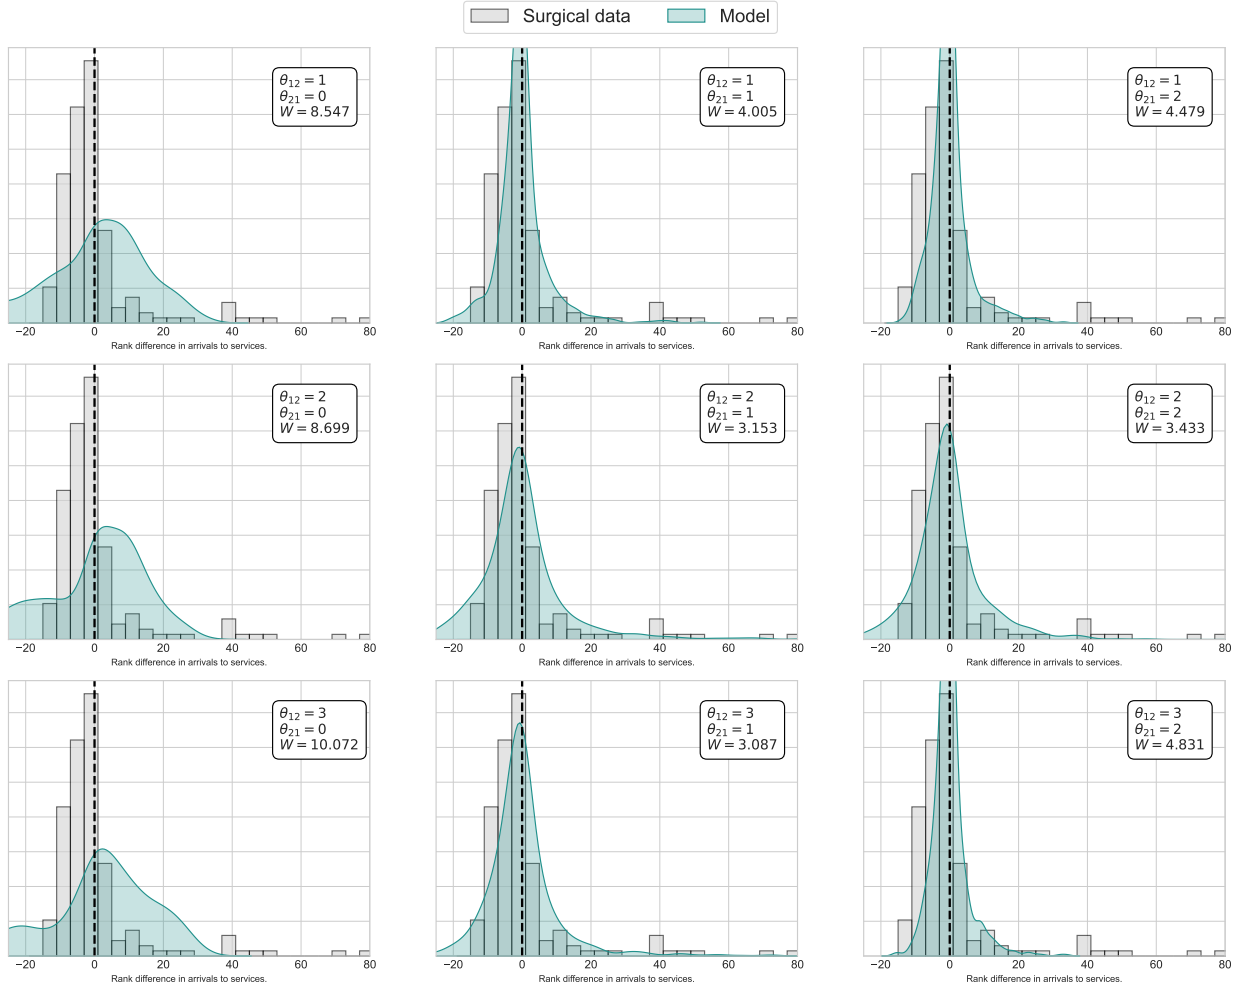 Surgical data Model
θ12 = 1
θ21 = 0
W = 8.547
−20 0 20 40 60 80
Rank difference in arrivals to services.
θ12 = 1
θ21 = 1
W = 4.005
−20 0 20 40 60 80
Rank difference in arrivals to services.
θ12 = 1
θ21 = 2
W = 4.479
−20 0 20 40 60 80
Rank difference in arrivals to services.
θ12 = 2
θ21 = 0
W = 8.699
−20 0 20 40 60 80
Rank difference in arrivals to services.
θ12 = 2
θ21 = 1
W = 3.153
−20 0 20 40 60 80
Rank difference in arrivals to services.
θ12 = 2
θ21 = 2
W = 3.433
−20 0 20 40 60 80
Rank difference in arrivals to services.
θ12 = 3
θ21 = 0
W = 10.072
−20 0 20 40 60 80
Rank difference in arrivals to services.
θ12 = 3
θ21 = 1
W = 3.087
−20 0 20 40 60 80
Rank difference in arrivals to services.
θ12 = 3
θ21 = 2
W = 4.831
−20 0 20 40 60 80
Rank difference in arrivals to services.